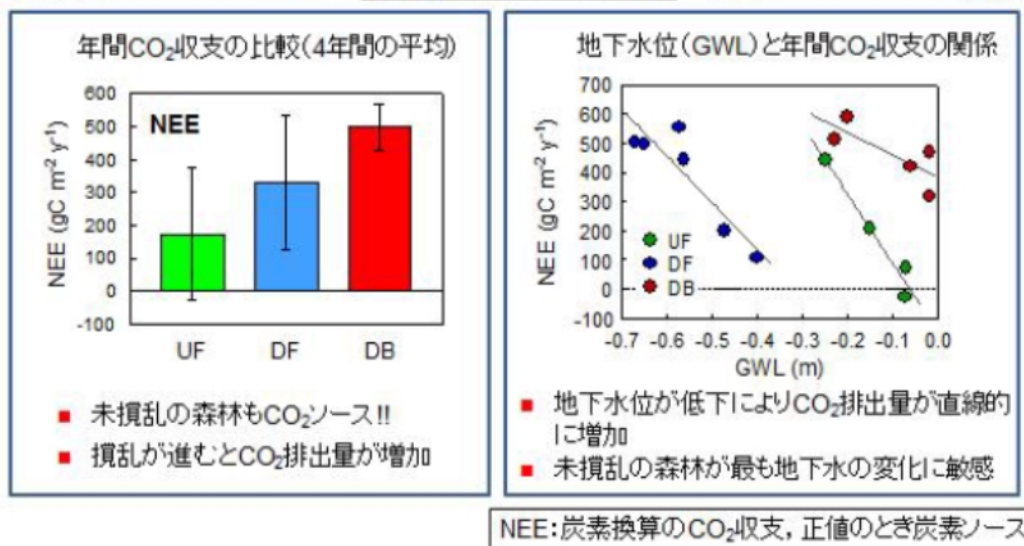 年間CO₂収支の比較(4年間の平均)
NEE (gC m⁻² y⁻¹)
600
500
400
300
200
100
0
-100
NEE
UF
DF
DB
■ 未撹乱の森林もCO₂ソース!!
■ 撹乱が進むとCO₂排出量が増加
地下水位(GWL)と年間CO₂収支の関係
NEE (gC m⁻² y⁻¹)
700
600
500
400
300
200
100
0
-100
UF
DF
DB
-0.7 -0.6 -0.5 -0.4 -0.3 -0.2 -0.1 0.0
GWL (m)
■ 地下水位が低下によりCO₂排出量が直線的
に増加
■ 未撹乱の森林が最も地下水の変化に敏感
NEE:炭素換算のCO₂収支, 正値のとき炭素ソース